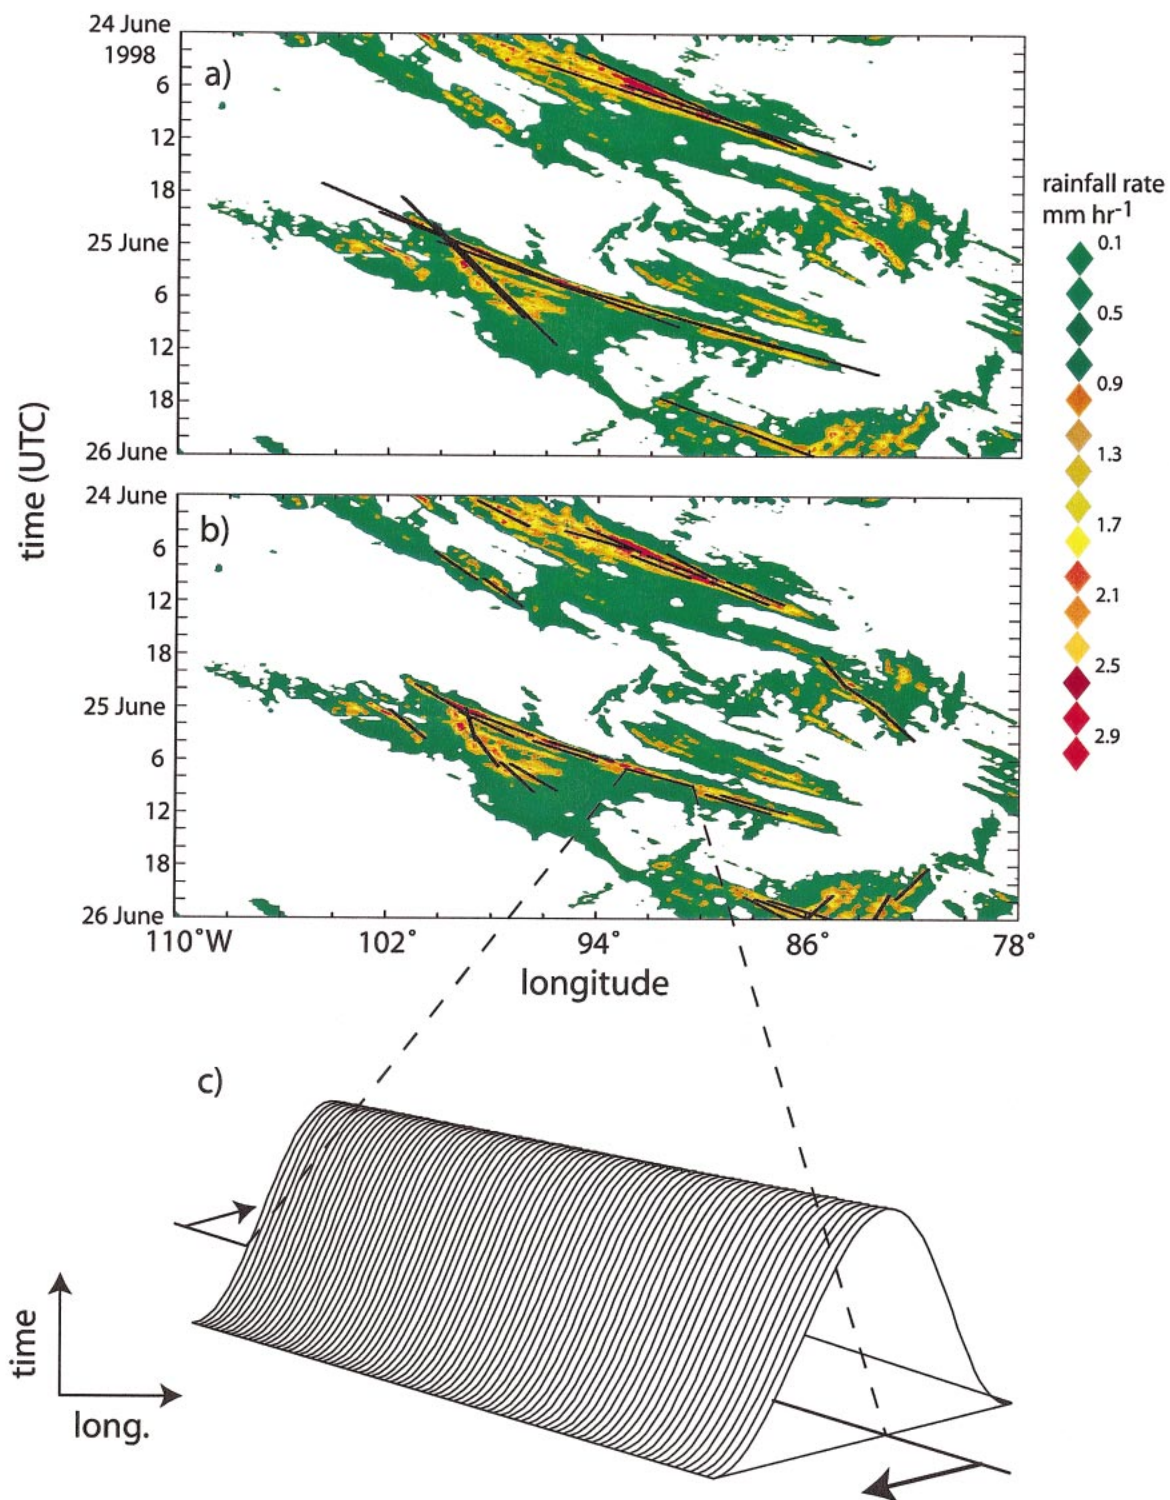 24 June
1998
a)
6
12
18
25 June
6
12
18
26 June
rainfall rate
mm hr-1
0.1
0.5
0.9
1.3
1.7
2.1
2.5
2.9
time (UTC)
24 June
b)
6
12
18
25 June
6
12
18
26 June
110°W 102° 94° 86° 78°
longitude
c)
time
long.